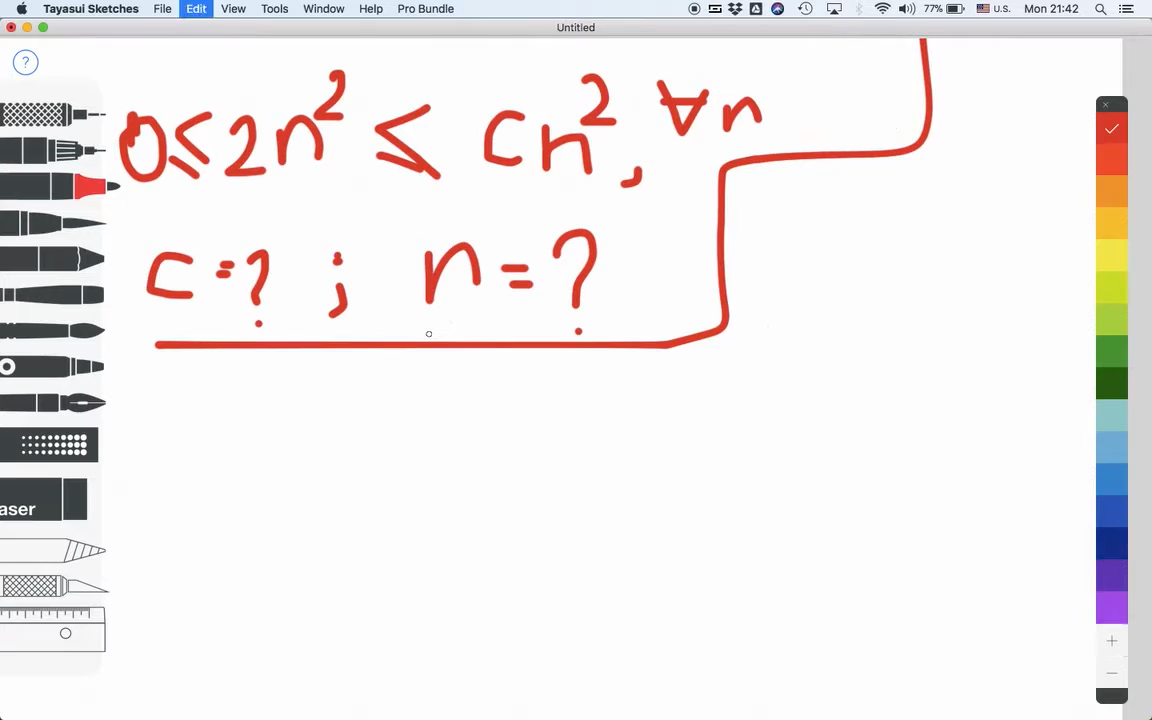 Tayasui Sketches File Edit View Tools Window Help Pro Bundle 77% U.S. Mon 21:42
Untitled
?
0≤2n² ≤ cn², ∀n
c=? ; n=?
aser